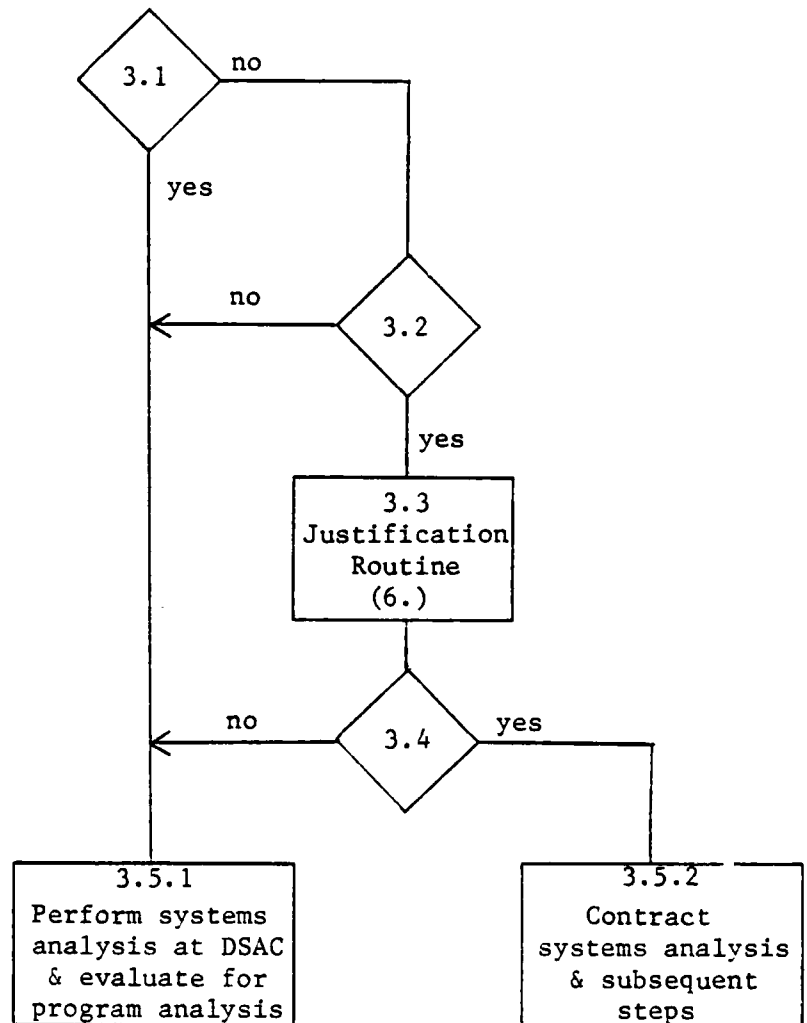 3.1
no
yes
no
3.2
yes
3.3
Justification
Routine
(6.)
no
3.4
yes
3.5.1
Perform systems
analysis at DSAC
& evaluate for
program analysis
3.5.2
Contract
systems analysis
& subsequent
steps